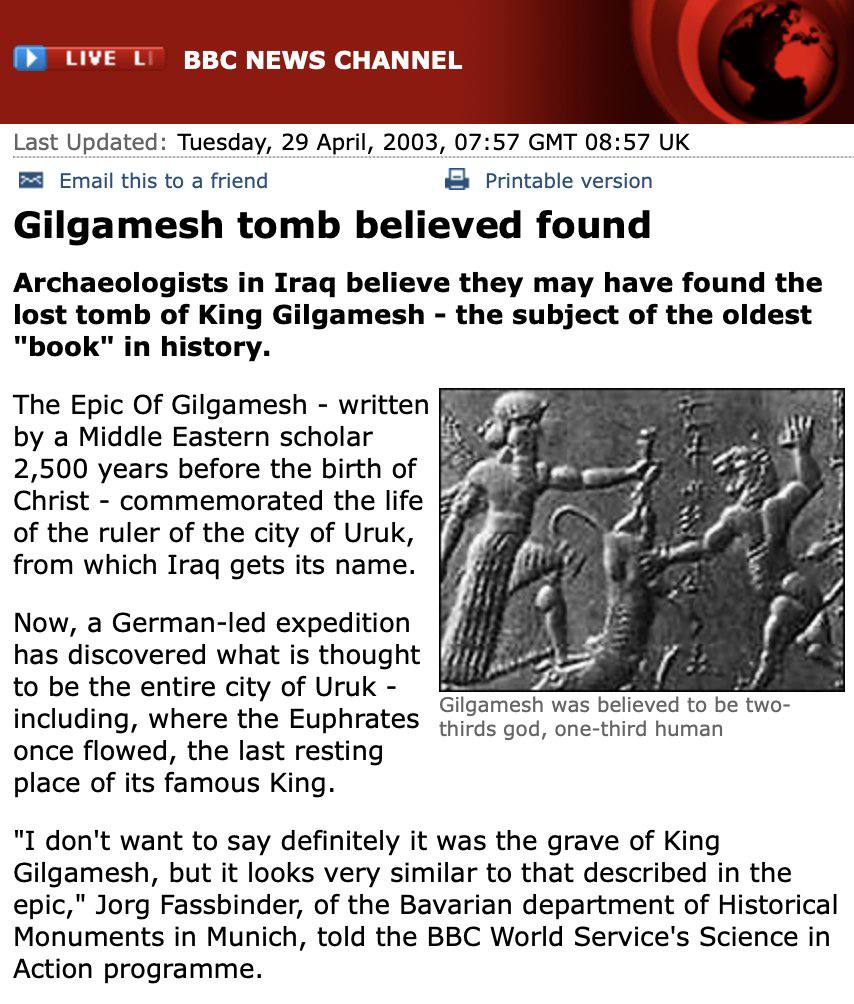 LIVE LI BBC NEWS CHANNEL
Last Updated: Tuesday, 29 April, 2003, 07:57 GMT 08:57 UK
Email this to a friend Printable version
Gilgamesh tomb believed found
Archaeologists in Iraq believe they may have found the
lost tomb of King Gilgamesh - the subject of the oldest
"book" in history.
The Epic Of Gilgamesh - written
by a Middle Eastern scholar
2,500 years before the birth of
Christ - commemorated the life
of the ruler of the city of Uruk,
from which Iraq gets its name.
Now, a German-led expedition
has discovered what is thought
to be the entire city of Uruk -
including, where the Euphrates
once flowed, the last resting
place of its famous King.
Gilgamesh was believed to be two-
thirds god, one-third human
"I don't want to say definitely it was the grave of King
Gilgamesh, but it looks very similar to that described in the
epic," Jorg Fassbinder, of the Bavarian department of Historical
Monuments in Munich, told the BBC World Service's Science in
Action programme.